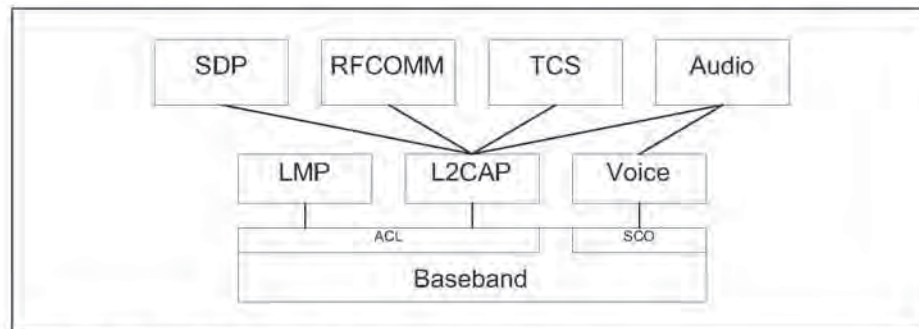 SDP RFCOMM TCS Audio
LMP L2CAP Voice
ACL SCO
Baseband